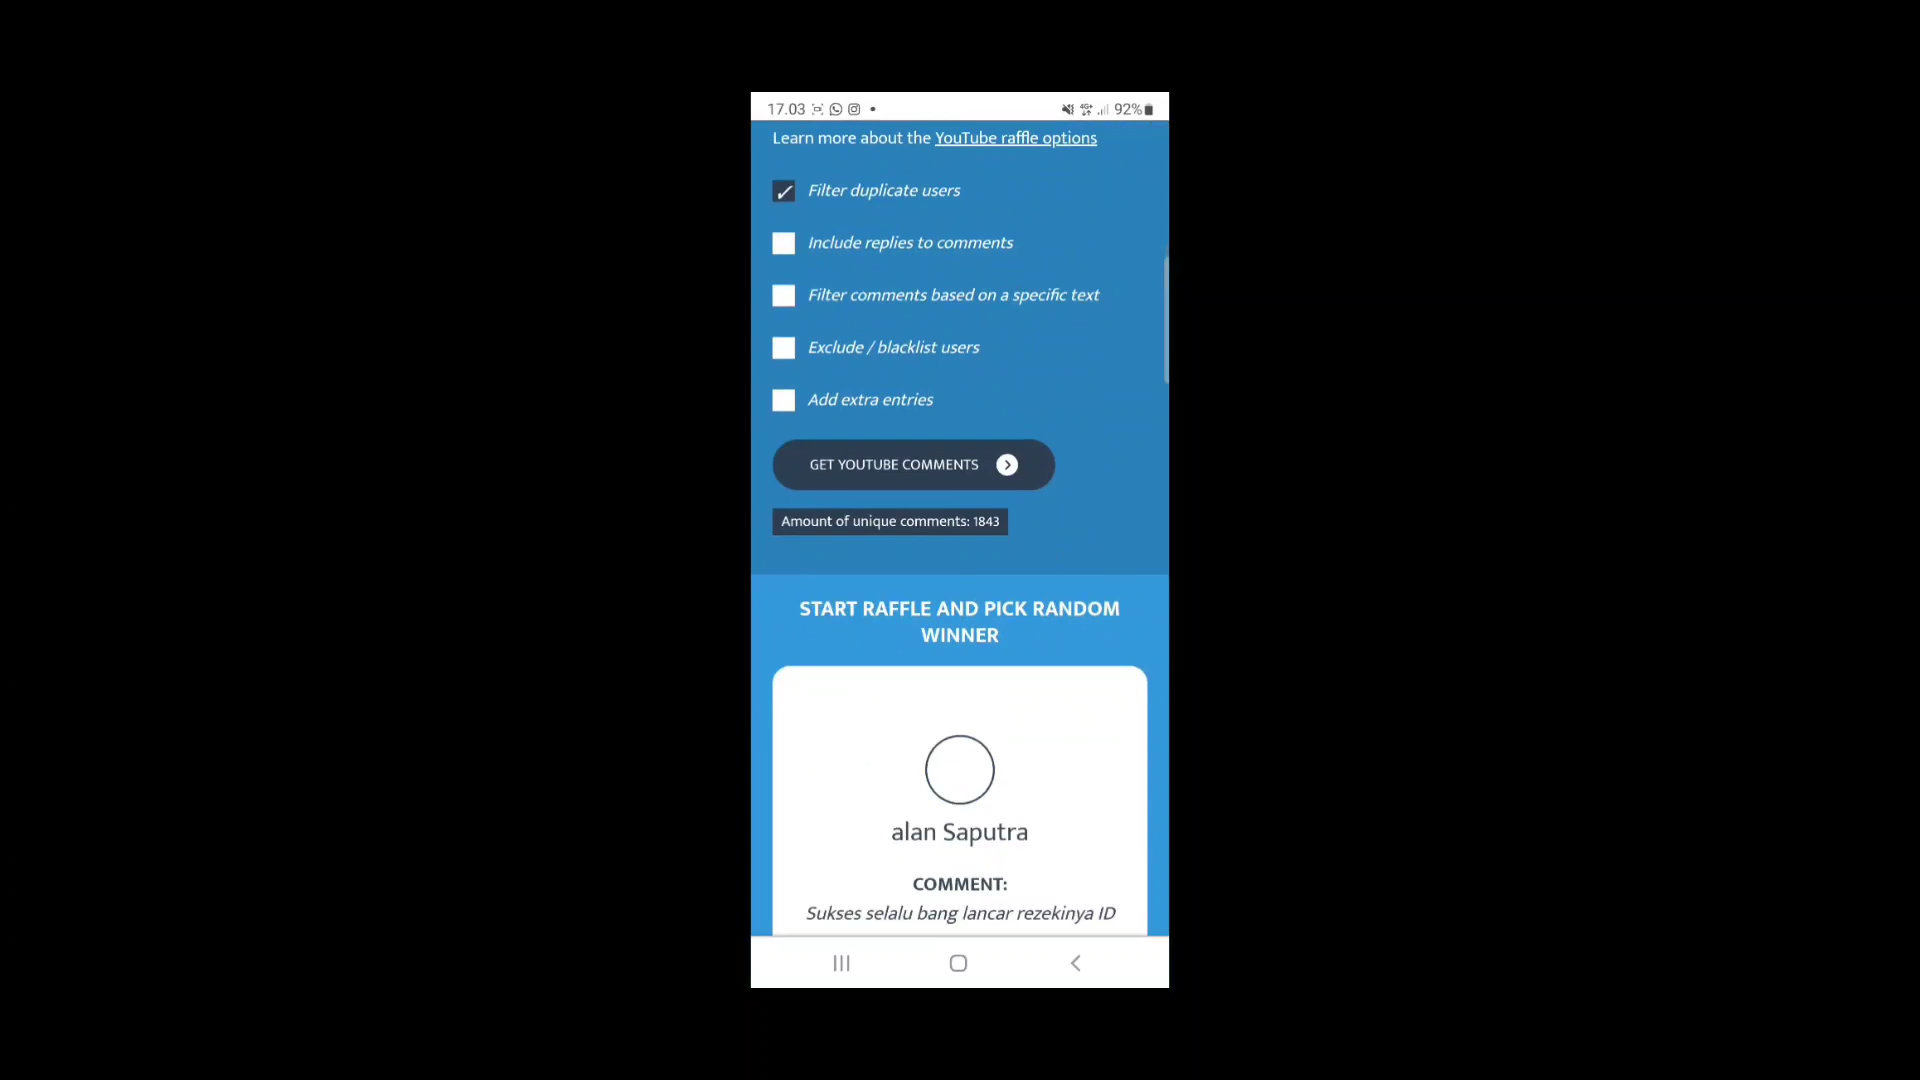 17.03 92%
Learn more about the YouTube raffle options
Filter duplicate users
Include replies to comments
Filter comments based on a specific text
Exclude / blacklist users
Add extra entries
GET YOUTUBE COMMENTS
Amount of unique comments: 1843
START RAFFLE AND PICK RANDOM
WINNER
alan Saputra
COMMENT:
Sukses selalu bang lancar rezekinya ID